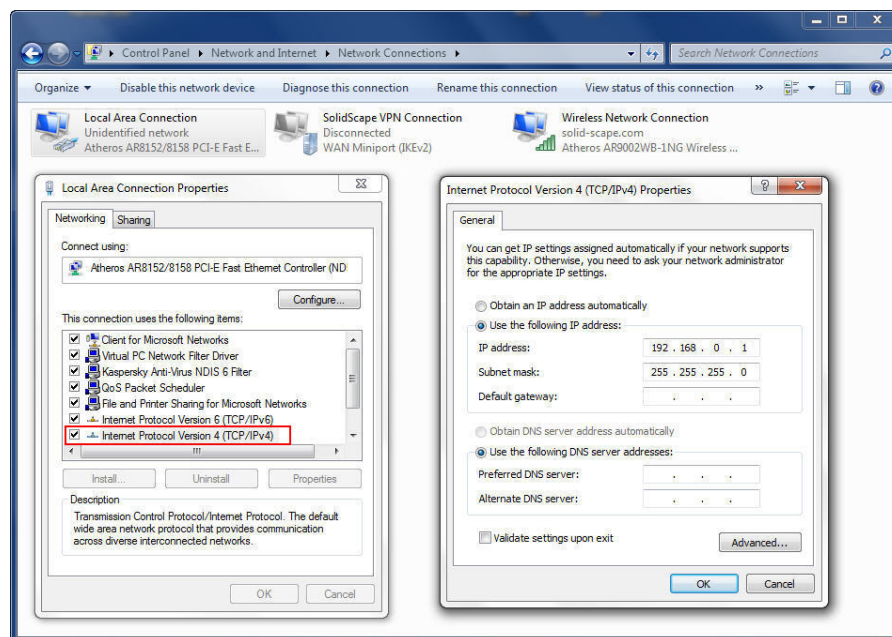 Control Panel Network and Internet Network Connections
Search Network Connections
Organize Disable this network device Diagnose this connection Rename this connection View status of this connection »
Local Area Connection
Unidentified network
Atheros AR8152/8158 PCI-E Fast E...
SolidScape VPN Connection
Disconnected
WAN Miniport (IKEv2)
Wireless Network Connection
solid-scape.com
Atheros AR9002WB-1NG Wireless ...
Local Area Connection Properties
Networking Sharing
Connect using:
Atheros AR8152/8158 PCI-E Fast Ethernet Controller (ND
Configure...
This connection uses the following items:
Client for Microsoft Networks
Virtual PC Network Filter Driver
Kaspersky Anti-Virus NDIS 6 Filter
QoS Packet Scheduler
File and Printer Sharing for Microsoft Networks
Internet Protocol Version 6 (TCP/IPv6)
Internet Protocol Version 4 (TCP/IPv4)
Install... Uninstall Properties
Description
Transmission Control Protocol/Internet Protocol. The default
wide area network protocol that provides communication
across diverse interconnected networks.
OK Cancel
Internet Protocol Version 4 (TCP/IPv4) Properties
General
You can get IP settings assigned automatically if your network supports
this capability. Otherwise, you need to ask your network administrator
for the appropriate IP settings.
Obtain an IP address automatically
Use the following IP address:
IP address: 192 . 168 . 0 . 1
Subnet mask: 255 . 255 . 255 . 0
Default gateway: . . .
Obtain DNS server address automatically
Use the following DNS server addresses:
Preferred DNS server: . . .
Alternate DNS server: . . .
Validate settings upon exit
Advanced...
OK Cancel